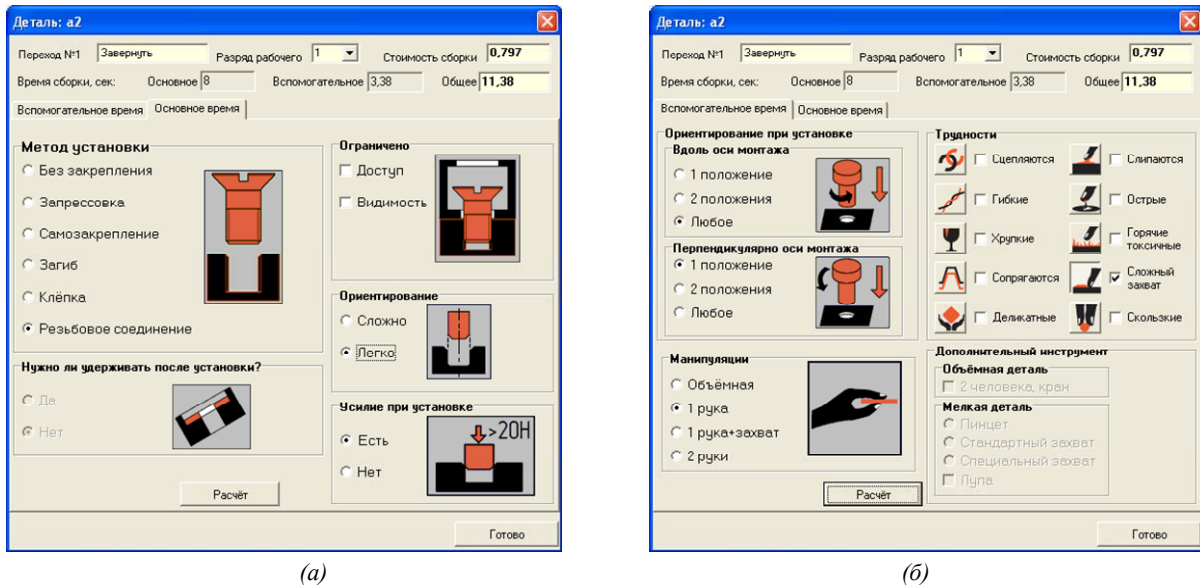 Деталь: a2
Переход №1 Завернуть Разряд рабочего 1 Стоимость сборки 0,797
Время сборки, сек: Основное 8 Вспомогательное 3,38 Общее 11,38
Вспомогательное время Основное время
Метод установки
Без закрепления
Запрессовка
Самозакрепление
Загиб
Клёпка
Резьбовое соединение
Нужно ли удерживать после установки?
Да
Нет
Ограничено
Доступ
Видимость
Ориентирование
Сложно
Легко
Усилие при установке
Есть
Нет
>20Н
Расчёт
Готово
(а)
Деталь: a2
Переход №1 Завернуть Разряд рабочего 1 Стоимость сборки 0,797
Время сборки, сек: Основное 8 Вспомогательное 3,38 Общее 11,38
Вспомогательное время Основное время
Ориентирование при установке
Вдоль оси монтажа
1 положение
2 положения
Любое
Перпендикулярно оси монтажа
1 положение
2 положения
Любое
Манипуляции
Объёмная
1 рука
1 рука+захват
2 руки
Трудности
Сцепляются
Гибкие
Хрупкие
Сопрягаются
Деликатные
Слипаются
Острые
Горячие
токсичные
Сложный
захват
Скользкие
Дополнительный инструмент
Объёмная деталь
2 человека, кран
Мелкая деталь
Пинцет
Стандартный захват
Специальный захват
Лупа
Расчёт
Готово
(б)